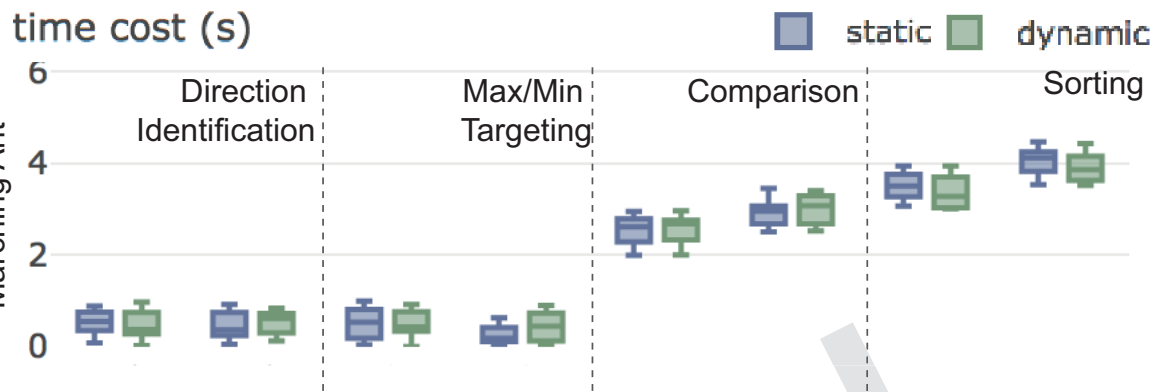 time cost (s)
static
dynamic
6
Direction
Identification
Max/Min
Targeting
Comparison
Sorting
4
2
0